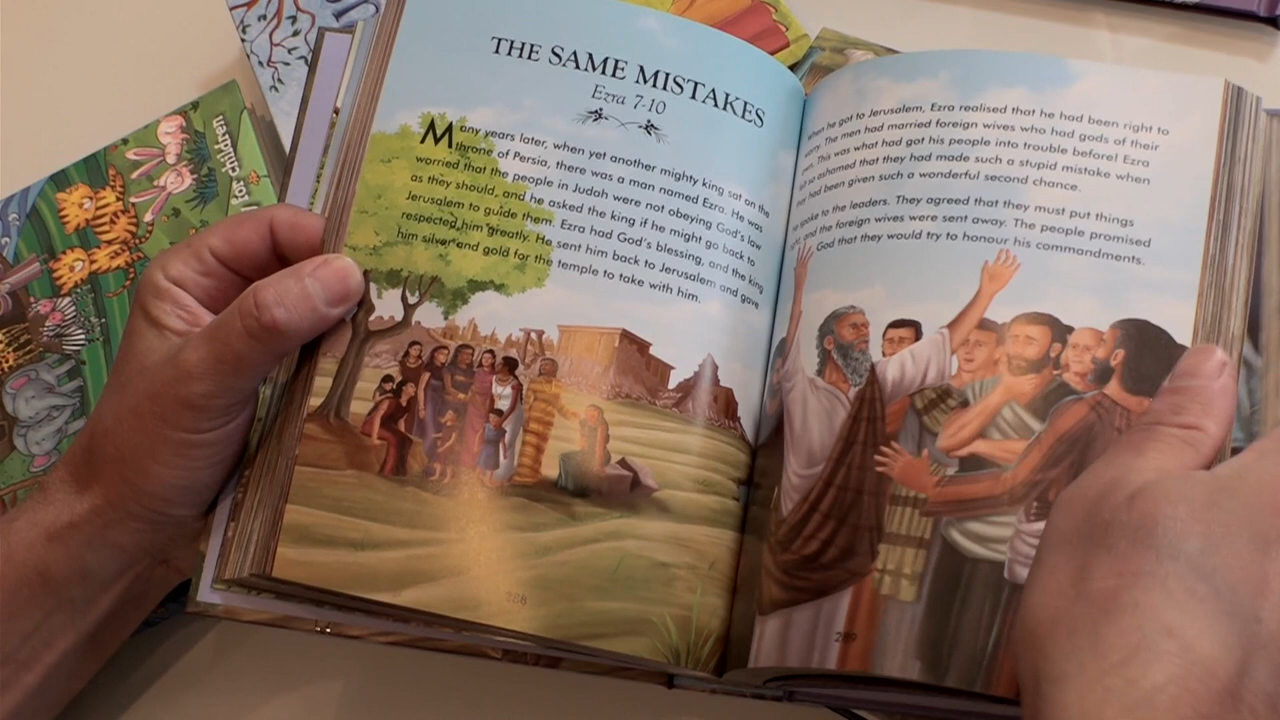 THE SAME MISTAKES
Ezra 7-10
Many years later, when yet another mighty king sat on the
throne of Persia, there was a man named Ezra. He was
worried that the people in Judah were not obeying God's law
as they should, and he asked the king if he might go back to
Jerusalem to guide them. Ezra had God's blessing, and the king
respected him greatly. He sent him back to Jerusalem and gave
him silver and gold for the temple to take with him.
288
When he got to Jerusalem, Ezra realised that he had been right to
worry. The men had married foreign wives who had gods of their
own. This was what had got his people into trouble before! Ezra
felt so ashamed that they had made such a stupid mistake when
they had been given such a wonderful second chance.
He spoke to the leaders. They agreed that they must put things
right, and the foreign wives were sent away. The people promised
God that they would try to honour his commandments.
289
for Children